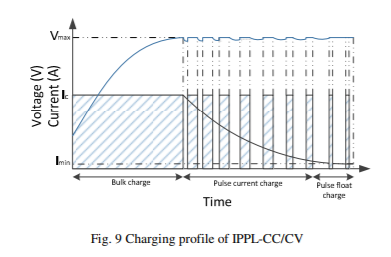 Vmax
Voltage (V)
Current (A)
Ic
Imin
Bulk charge
Pulse current charge
Pulse float
charge
Time
Fig. 9 Charging profile of IPPL-CC/CV